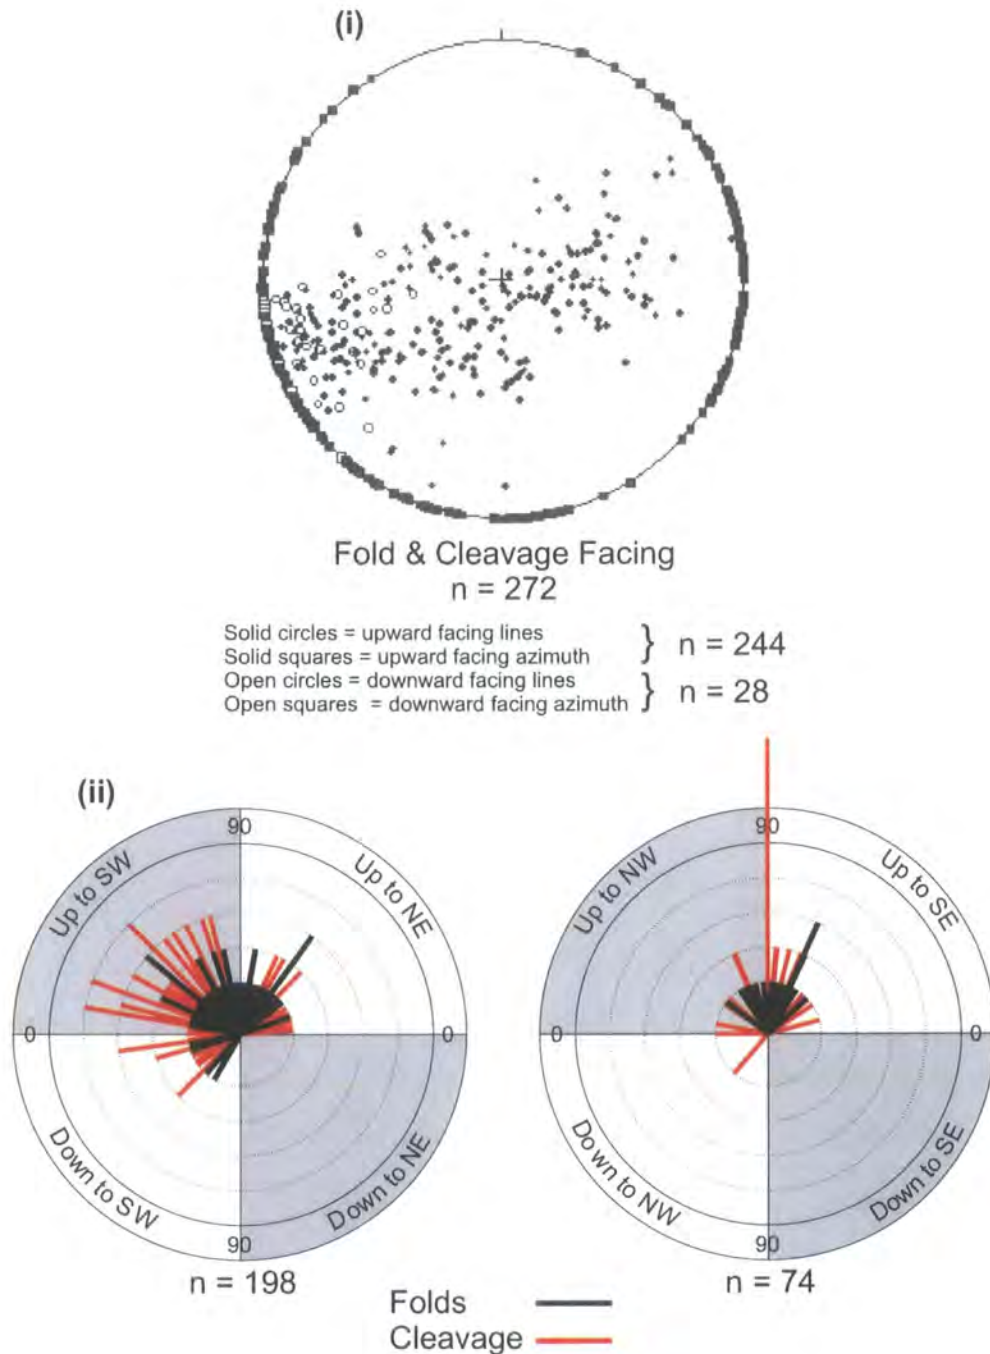 (i)
Fold & Cleavage Facing
n = 272
Solid circles = upward facing lines
Solid squares = upward facing azimuth
} n = 244
Open circles = downward facing lines
Open squares = downward facing azimuth
} n = 28
(ii)
90
Up to SW
Up to NE
0
0
Down to SW
Down to NE
90
n = 198
90
Up to NW
Up to SE
0
0
Down to NW
Down to SE
90
n = 74
Folds
Cleavage